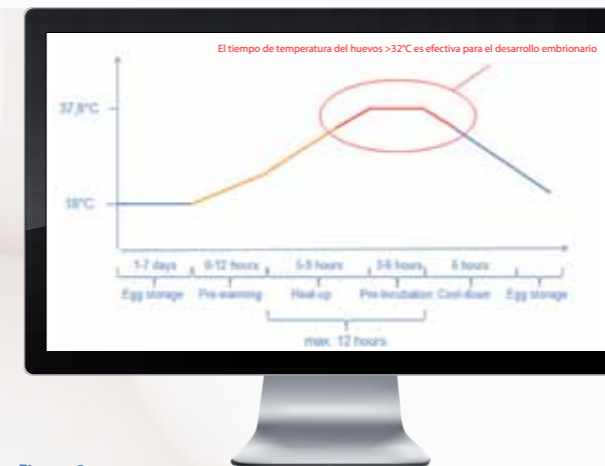 El tiempo de temperatura del huevos >32°C es efectiva para el desarrollo embrionario
37,8°C
18°C
1-7 days 6-12 hours 5-8 hours 3-6 hours 6 hours
Egg storage Pre-warming Heat-up Pre-Incubation Cool-down Egg storage
max. 12 hours